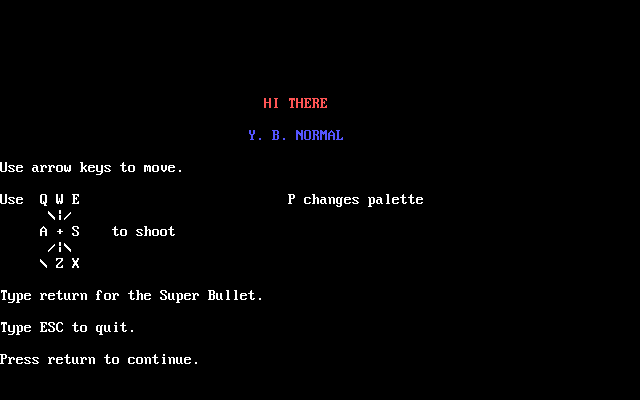 HI THERE
Y. B. NORMAL
Use arrow keys to move.
Use  Q W E                          P changes palette
      \|/
     A + S    to shoot
      /|\
     \ Z X
Type return for the Super Bullet.
Type ESC to quit.
Press return to continue.